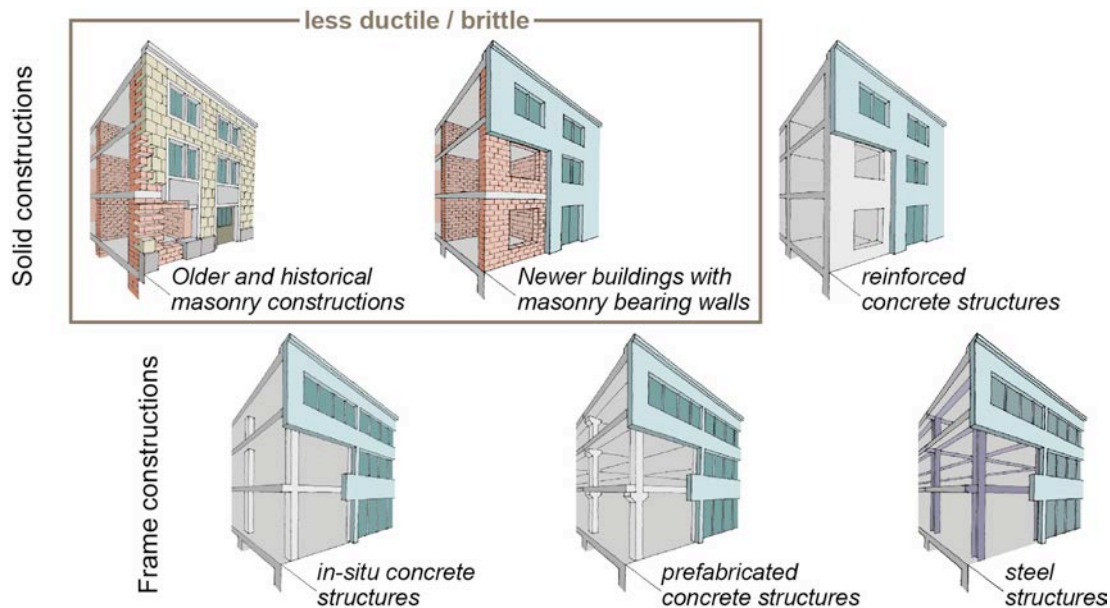 less ductile / brittle
Solid constructions
Older and historical
masonry constructions
Newer buildings with
masonry bearing walls
reinforced
concrete structures
Frame constructions
in-situ concrete
structures
prefabricated
concrete structures
steel
structures